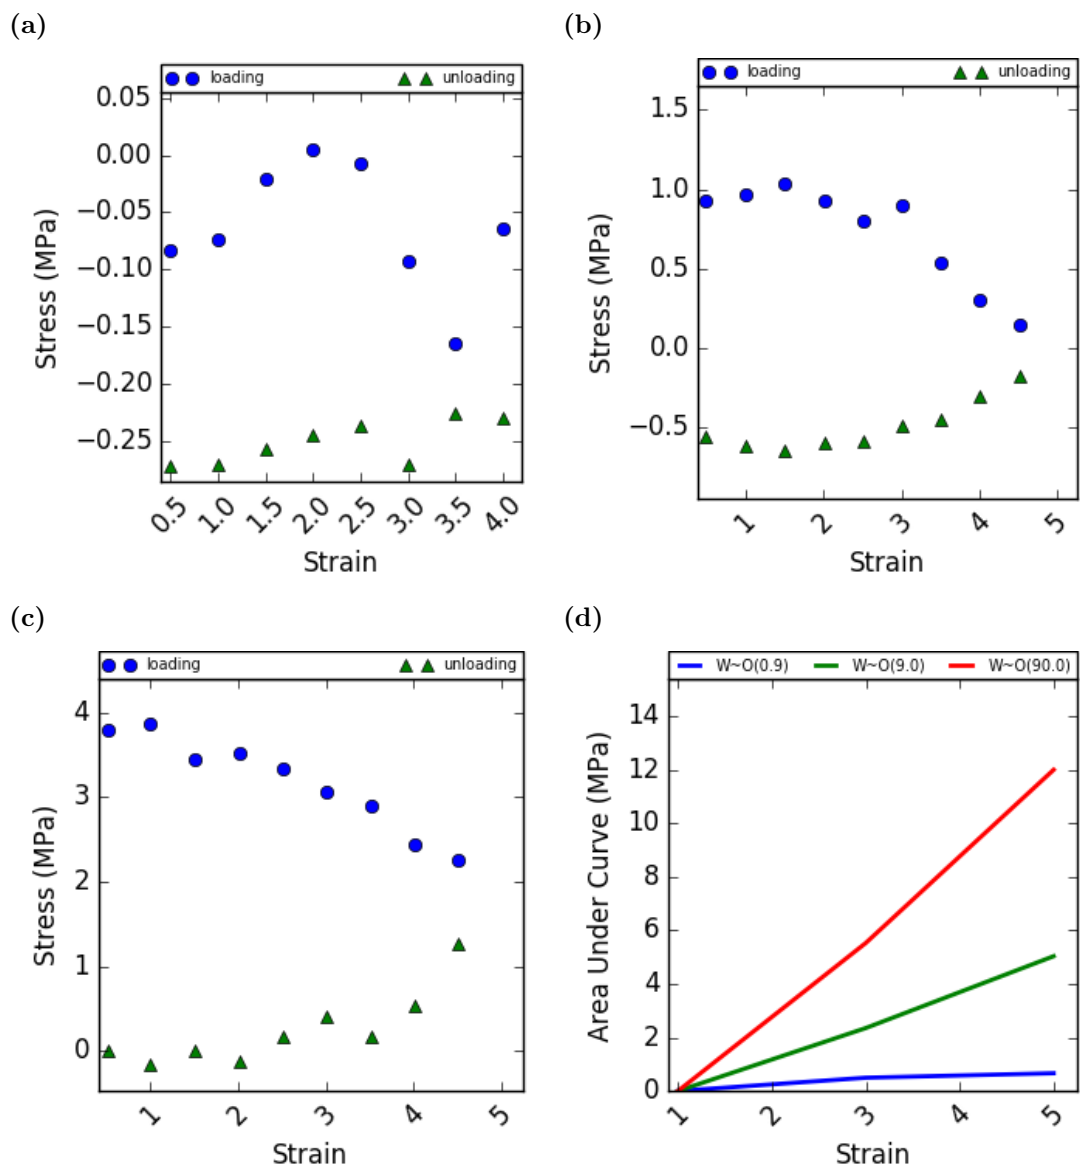 (a)
loading unloading
0.05
0.00
−0.05
−0.10
−0.15
−0.20
−0.25
Stress (MPa)
0.5 1.0 1.5 2.0 2.5 3.0 3.5 4.0
Strain
(b)
loading unloading
1.5
1.0
0.5
0.0
−0.5
Stress (MPa)
1 2 3 4 5
Strain
(c)
loading unloading
4
3
2
1
0
Stress (MPa)
1 2 3 4 5
Strain
(d)
W~O(0.9) W~O(9.0) W~O(90.0)
14
12
10
8
6
4
2
0
Area Under Curve (MPa)
1 2 3 4 5
Strain